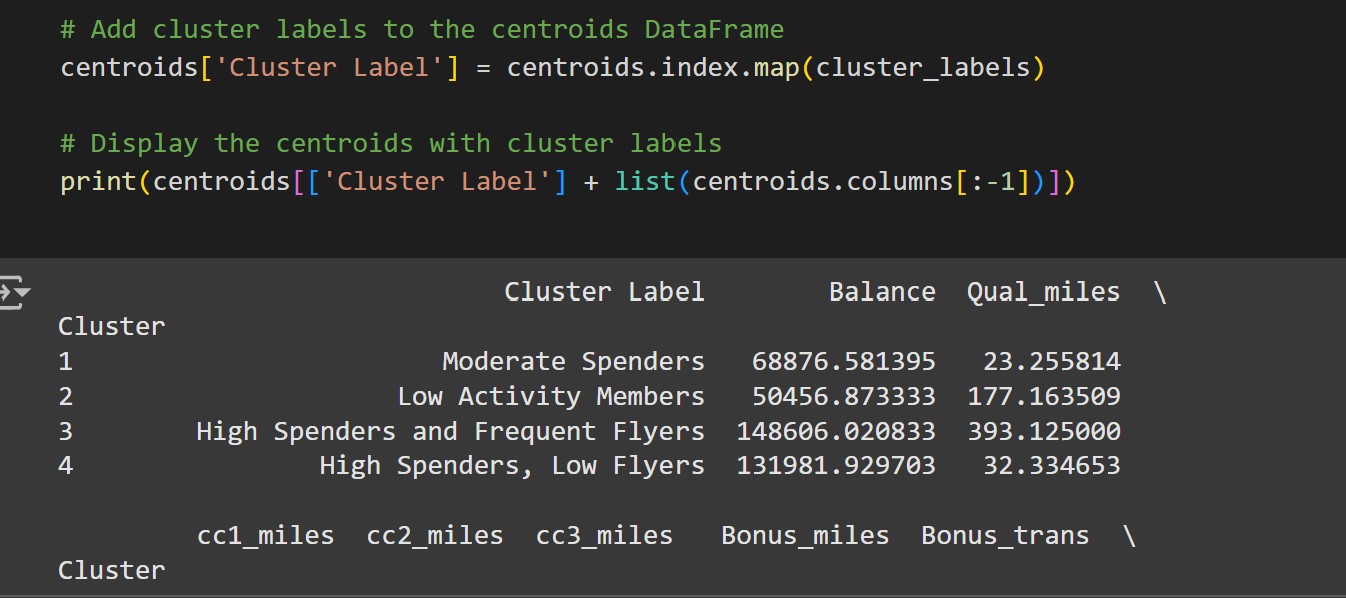 # Add cluster labels to the centroids DataFrame
centroids['Cluster Label'] = centroids.index.map(cluster_labels)
# Display the centroids with cluster labels
print(centroids[['Cluster Label'] + list(centroids.columns[:-1])])
Cluster Label Balance Qual_miles \
Cluster
1 Moderate Spenders 68876.581395 23.255814
2 Low Activity Members 50456.873333 177.163509
3 High Spenders and Frequent Flyers 148606.020833 393.125000
4 High Spenders, Low Flyers 131981.929703 32.334653
cc1_miles cc2_miles cc3_miles Bonus_miles Bonus_trans \
Cluster